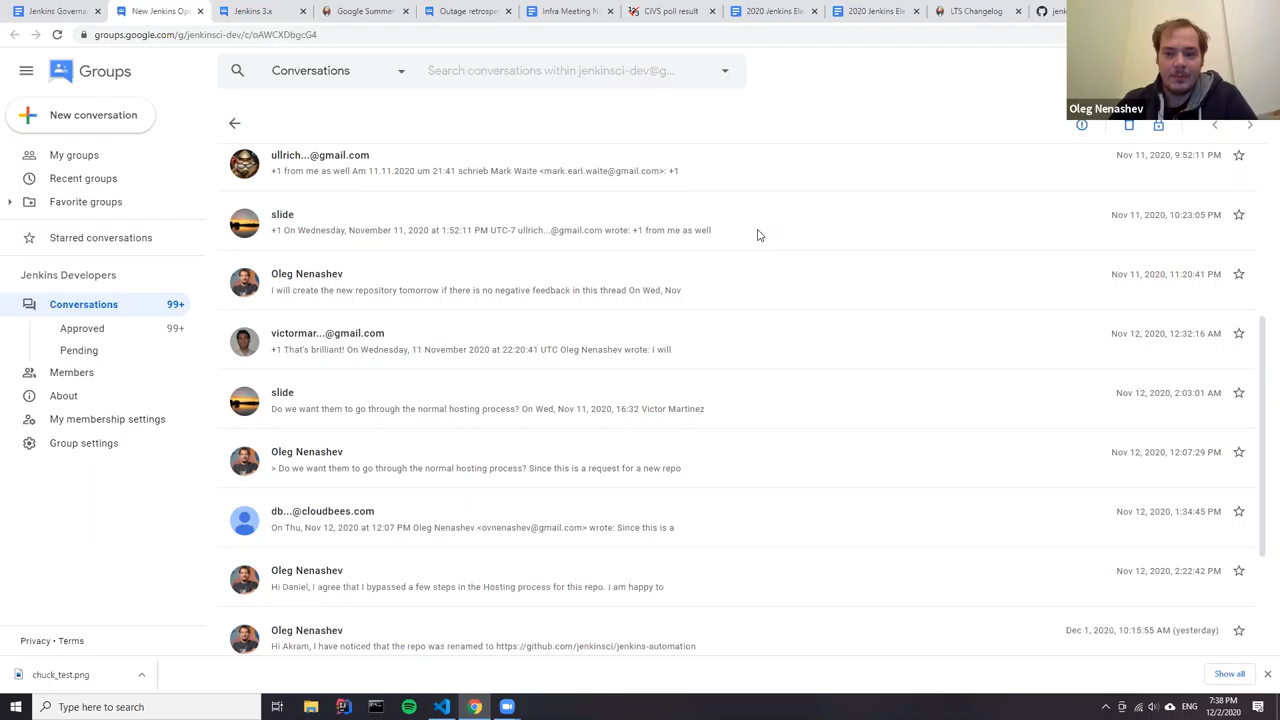 Jenkins Governa
New Jenkins Ope
Jenkins 3.x
Google Summe
Outage retrospe
Infra Meeting No
CIVS poll result
2020 Jenkins Ele
2020 Jenkins Ele
LTS Changelog
jenk
groups.google.com/g/jenkinsci-dev/c/oAWCXDbgcG4
Groups
Conversations
Search conversations within jenkinsci-dev@g...
Oleg Nenashev
New conversation
My groups
Recent groups
Favorite groups
Starred conversations
Jenkins Developers
Conversations 99+
Approved 99+
Pending
Members
About
My membership settings
Group settings
Privacy • Terms
ullrich...@gmail.com Nov 11, 2020, 9:52:11 PM
+1 from me as well Am 11.11.2020 um 21:41 schrieb Mark Waite <mark.earl.waite@gmail.com>: +1
slide Nov 11, 2020, 10:23:05 PM
+1 On Wednesday, November 11, 2020 at 1:52:11 PM UTC-7 ullrich...@gmail.com wrote: +1 from me as well
Oleg Nenashev Nov 11, 2020, 11:20:41 PM
I will create the new repository tomorrow if there is no negative feedback in this thread On Wed, Nov
victormar...@gmail.com Nov 12, 2020, 12:32:16 AM
+1 That's brilliant! On Wednesday, 11 November 2020 at 22:20:41 UTC Oleg Nenashev wrote: I will
slide Nov 12, 2020, 2:03:01 AM
Do we want them to go through the normal hosting process? On Wed, Nov 11, 2020, 16:32 Victor Martinez
Oleg Nenashev Nov 12, 2020, 12:07:29 PM
> Do we want them to go through the normal hosting process? Since this is a request for a new repo
db...@cloudbees.com Nov 12, 2020, 1:34:45 PM
On Thu, Nov 12, 2020 at 12:07 PM Oleg Nenashev <ovnenashev@gmail.com> wrote: Since this is a
Oleg Nenashev Nov 12, 2020, 2:22:42 PM
Hi Daniel, I agree that I bypassed a few steps in the Hosting process for this repo. i am happy to
Oleg Nenashev Dec 1, 2020, 10:15:55 AM (yesterday)
Hi Akram, I have noticed that the repo was renamed to https://github.com/jenkinsci/jenkins-automation
chuck_test.png
Show all
Type here to search
ENG
7:38 PM
12/2/2020